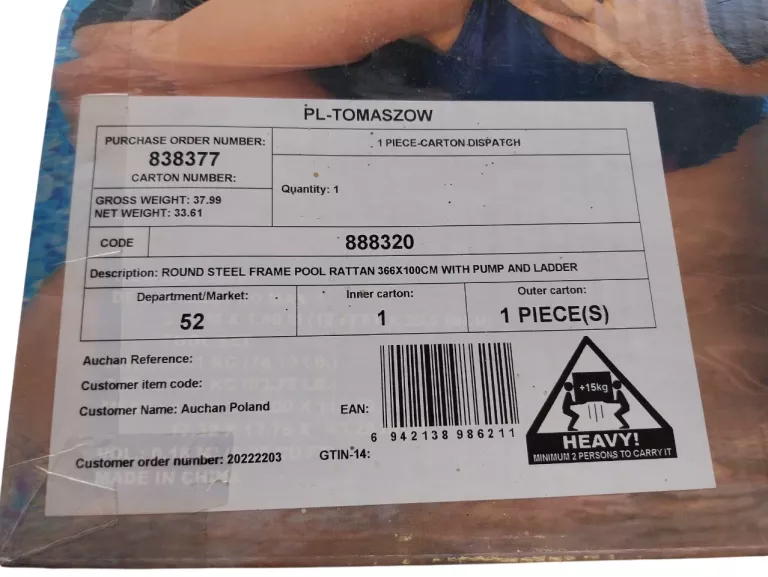 PL-TOMASZOW
PURCHASE ORDER NUMBER:
838377
CARTON NUMBER:
1 PIECE-CARTON-DISPATCH
GROSS WEIGHT: 37.99
NET WEIGHT: 33.61
Quantity: 1
CODE
888320
Description: ROUND STEEL FRAME POOL RATTAN 366X100CM WITH PUMP AND LADDER
Department/Market:
52
Inner carton:
1
Outer carton:
1 PIECE(S)
Auchan Reference:
Customer item code:
Customer Name: Auchan Poland
EAN:
6 942138 986211
Customer order number: 20222203
GTIN-14:
+15kg
HEAVY!
MINIMUM 2 PERSONS TO CARRY IT
MADE IN CHINA